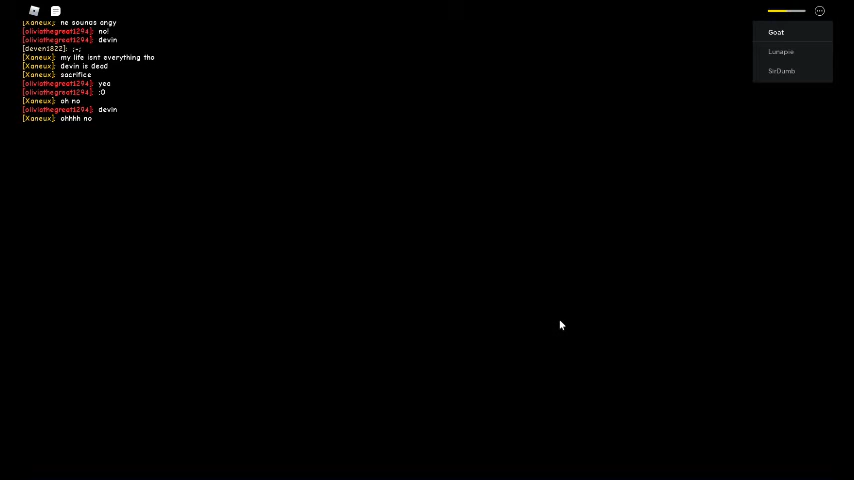 [Xaneux]: he sounds angy
[oliviathegreat1294]: no!
[oliviathegreat1294]: devin
[deven1822]: ;-;
[Xaneux]: my life isnt everything tho
[Xaneux]: devin is dead
[Xaneux]: sacrifice
[oliviathegreat1294]: yea
[oliviathegreat1294]: :O
[Xaneux]: oh no
[oliviathegreat1294]: devin
[Xaneux]: ohhhh no
Goat
Lunapie
SirDumb